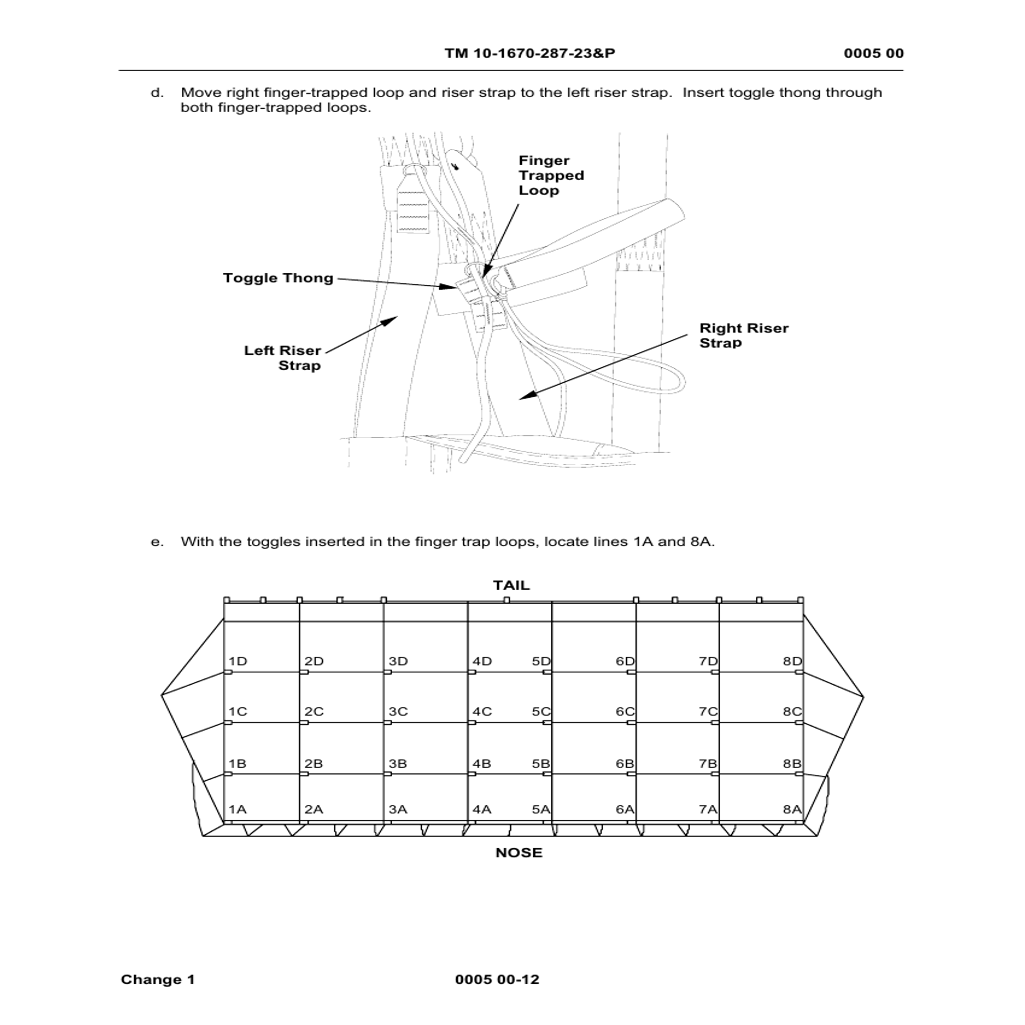 TM 10-1670-287-23&P 0005 00
d. Move right finger-trapped loop and riser strap to the left riser strap. Insert toggle thong through
both finger-trapped loops.
Finger
Trapped
Loop
Toggle Thong
Right Riser
Strap
Left Riser
Strap
e. With the toggles inserted in the finger trap loops, locate lines 1A and 8A.
TAIL
1D 2D 3D 4D 5D 6D 7D 8D
1C 2C 3C 4C 5C 6C 7C 8C
1B 2B 3B 4B 5B 6B 7B 8B
1A 2A 3A 4A 5A 6A 7A 8A
NOSE
Change 1 0005 00-12